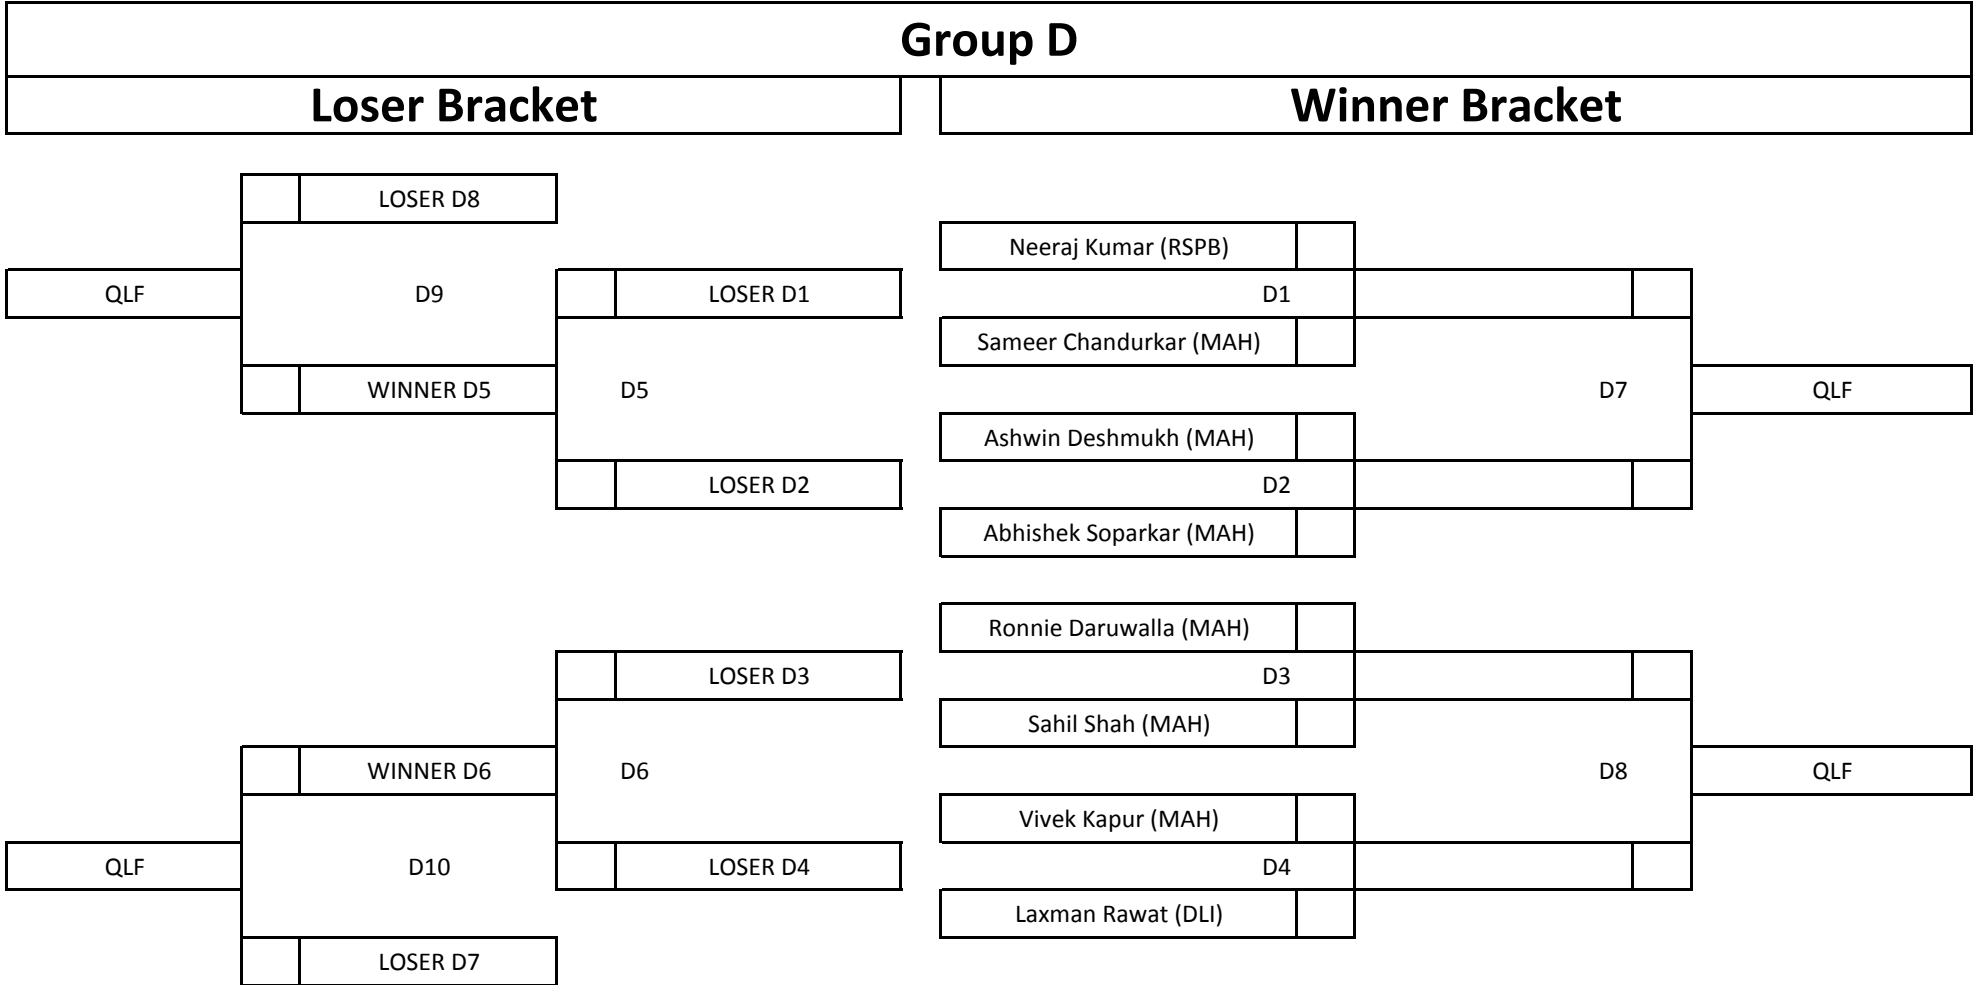 Group D
Loser Bracket
Winner Bracket
LOSER D8
QLF
D9
LOSER D1
WINNER D5
D5
LOSER D2
LOSER D3
WINNER D6
D6
QLF
D10
LOSER D4
LOSER D7
Neeraj Kumar (RSPB)
D1
Sameer Chandurkar (MAH)
D7
QLF
Ashwin Deshmukh (MAH)
D2
Abhishek Soparkar (MAH)
Ronnie Daruwalla (MAH)
D3
Sahil Shah (MAH)
D8
QLF
Vivek Kapur (MAH)
D4
Laxman Rawat (DLI)